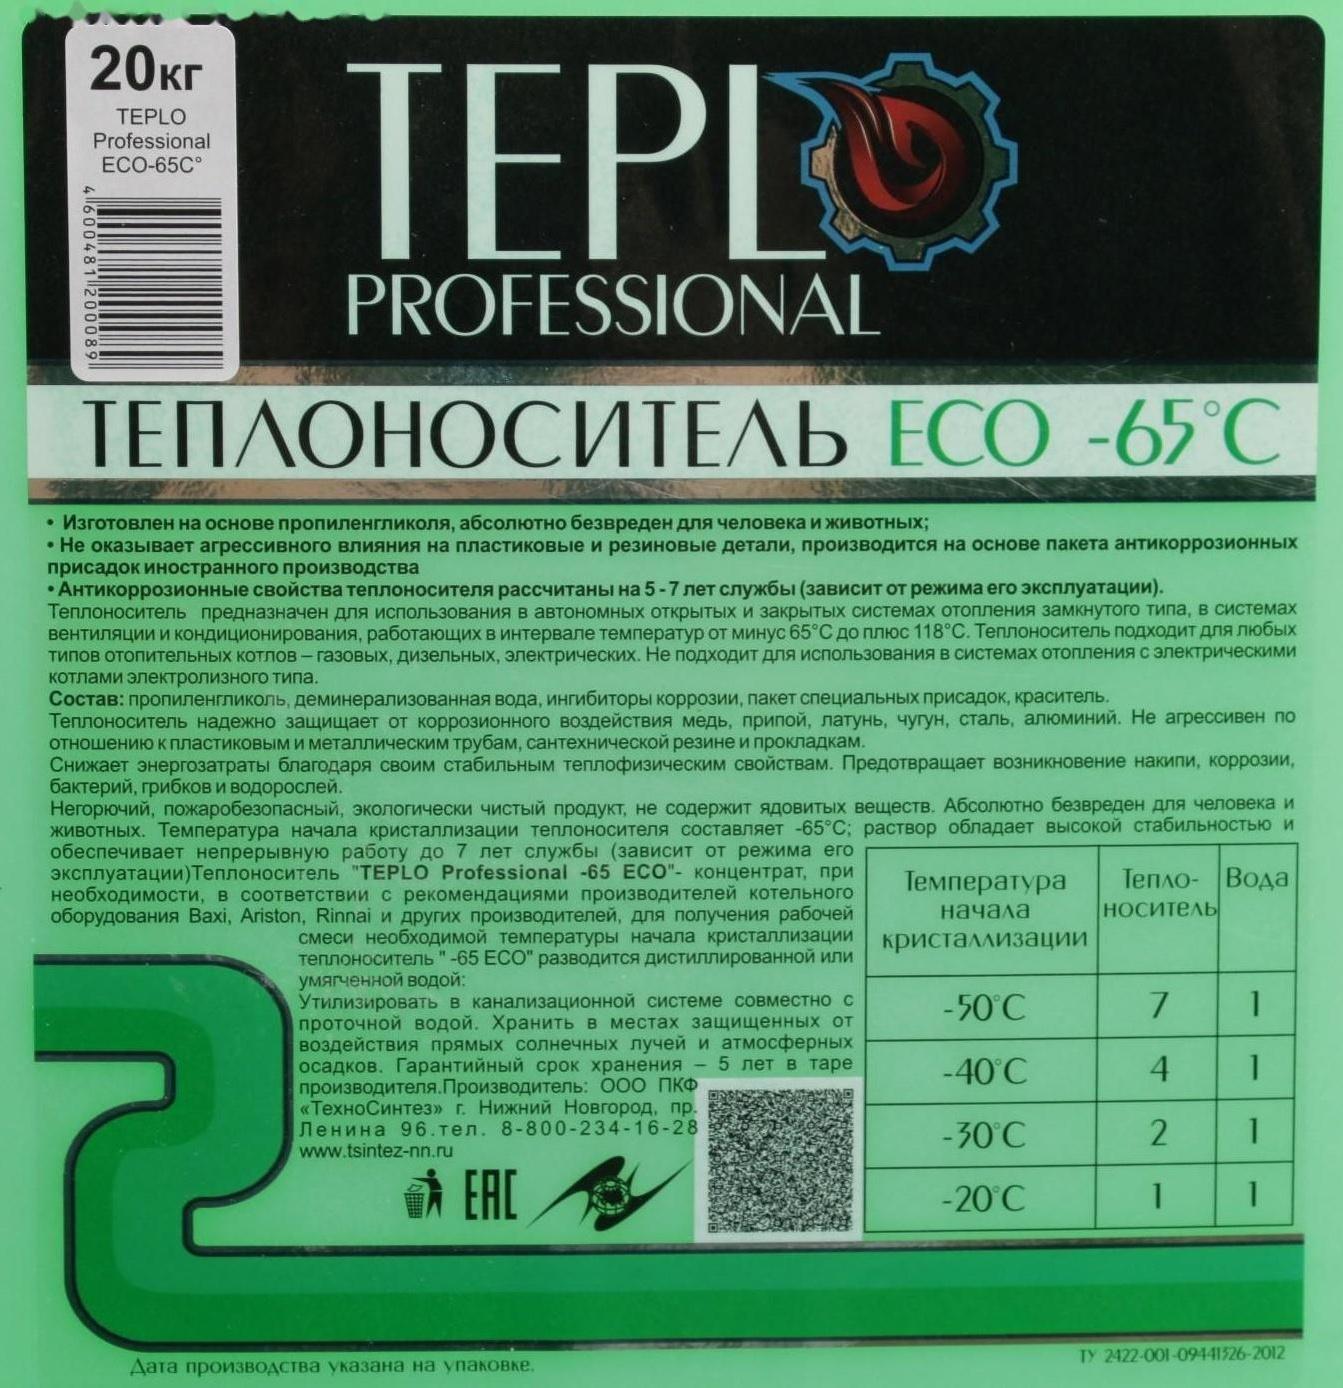 20кг
TEPLO
Professional
ECO-65C°
4600481200089
TEPLO
PROFESSIONAL
ТЕПЛОНОСИТЕЛЬ ECO -65°C
• Изготовлен на основе пропиленгликоля, абсолютно безвреден для человека и животных;
• Не оказывает агрессивного влияния на пластиковые и резиновые детали, производится на основе пакета антикоррозионных
присадок иностранного производства
• Антикоррозионные свойства теплоносителя рассчитаны на 5 - 7 лет службы (зависит от режима его эксплуатации).
Теплоноситель предназначен для использования в автономных открытых и закрытых системах отопления замкнутого типа, в системах
вентиляции и кондиционирования, работающих в интервале температур от минус 65°С до плюс 118°С. Теплоноситель подходит для любых
типов отопительных котлов – газовых, дизельных, электрических. Не подходит для использования в системах отопления с электрическими
котлами электролизного типа.
Состав: пропиленгликоль, деминерализованная вода, ингибиторы коррозии, пакет специальных присадок, краситель.
Теплоноситель надежно защищает от коррозионного воздействия медь, припой, латунь, чугун, сталь, алюминий. Не агрессивен по
отношению к пластиковым и металлическим трубам, сантехнической резине и прокладкам.
Снижает энергозатраты благодаря своим стабильным теплофизическим свойствам. Предотвращает возникновение накипи, коррозии,
бактерий, грибков и водорослей.
Негорючий, пожаробезопасный, экологически чистый продукт, не содержит ядовитых веществ. Абсолютно безвреден для человека и
животных. Температура начала кристаллизации теплоносителя составляет -65°С; раствор обладает высокой стабильностью и
обеспечивает непрерывную работу до 7 лет службы (зависит от режима его
эксплуатации)Теплоноситель "TEPLO Professional -65 ECO"- концентрат, при
необходимости, в соответствии с рекомендациями производителей котельного
оборудования Baxi, Ariston, Rinnai и других производителей, для получения рабочей
смеси необходимой температуры начала кристаллизации
теплоноситель " -65 ECO" разводится дистиллированной или
умягченной водой:
Утилизировать в канализационной системе совместно с
проточной водой. Хранить в местах защищенных от
воздействия прямых солнечных лучей и атмосферных
осадков. Гарантийный срок хранения – 5 лет в таре
производителя.Производитель: ООО ПКФ
«ТехноСинтез» г. Нижний Новгород, пр.
Ленина 96.тел. 8-800-234-16-28
www.tsintez-nn.ru
EAC
Температура начала кристаллизации Тепло-носитель Вода
-50°C 7 1
-40°C 4 1
-30°C 2 1
-20°C 1 1
Дата производства указана на упаковке.
ТУ 2422-001-09441326-2012